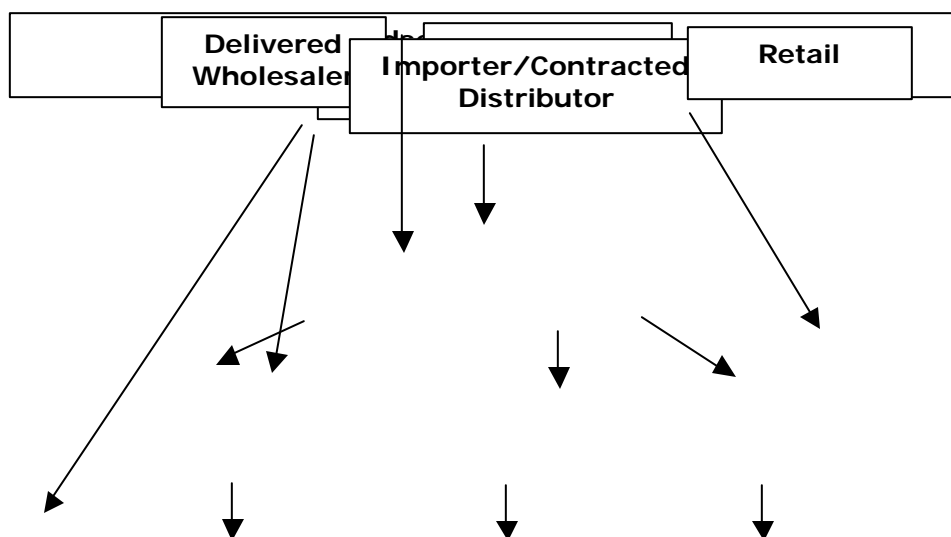 Delivered
Wholesaler
Importer/Contracted
Distributor
Retail